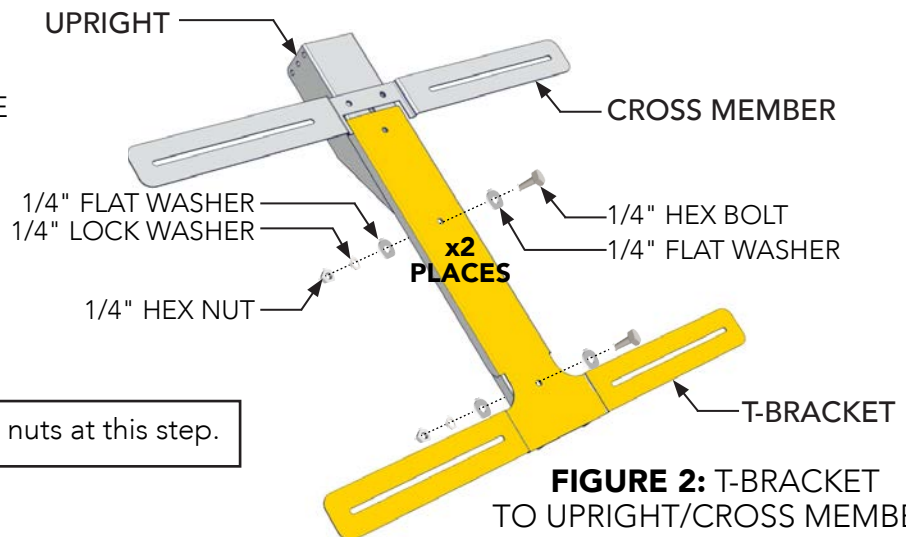 UPRIGHT
E
CROSS MEMBER
1/4" FLAT WASHER
1/4" LOCK WASHER
1/4" HEX BOLT
1/4" FLAT WASHER
x2
PLACES
1/4" HEX NUT
T-BRACKET
nuts at this step.
FIGURE 2: T-BRACKET
TO UPRIGHT/CROSS MEMBE